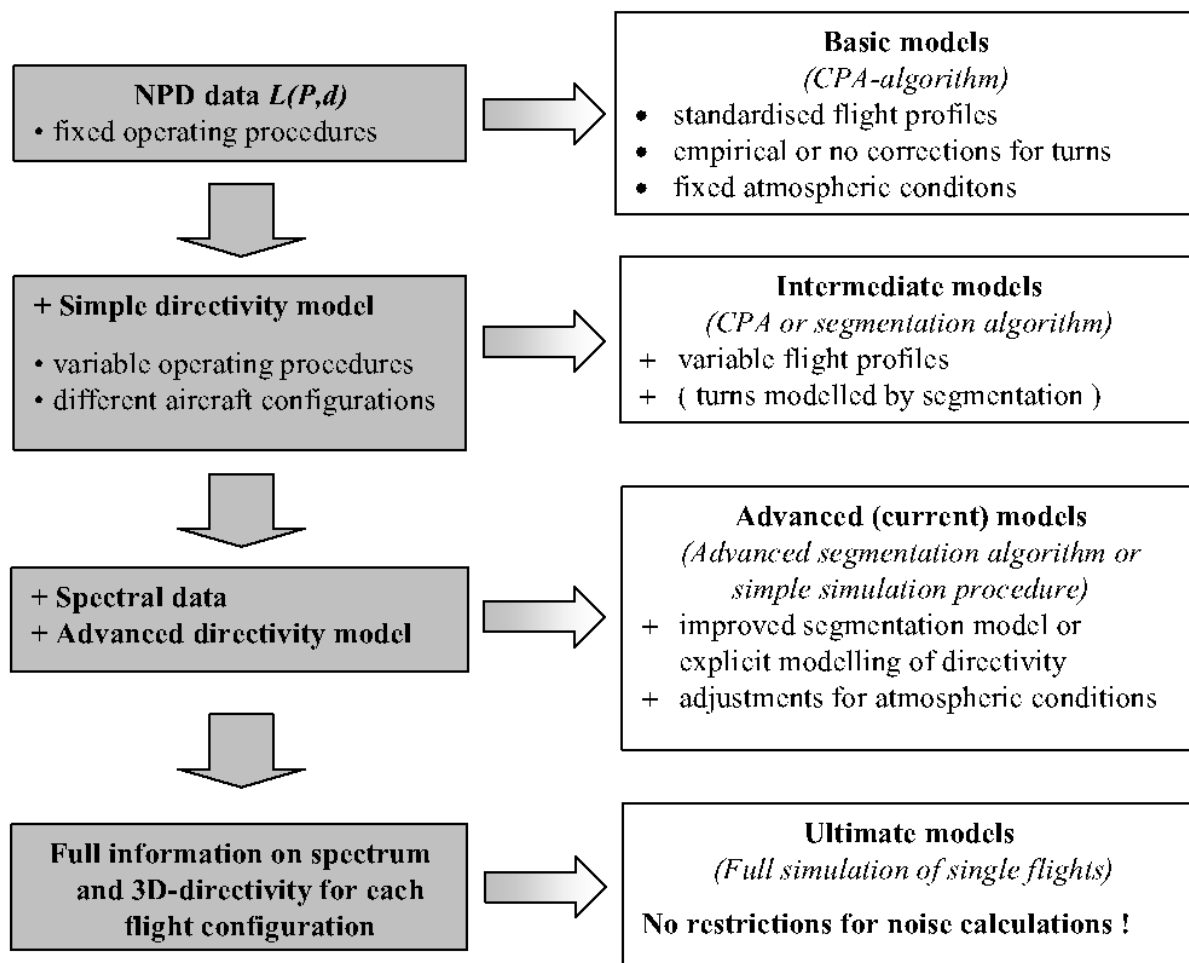 NPD data L(P,d)
• fixed operating procedures
Basic models
(CPA-algorithm)
• standardised flight profiles
• empirical or no corrections for turns
• fixed atmospheric conditons
+ Simple directivity model
• variable operating procedures
• different aircraft configurations
Intermediate models
(CPA or segmentation algorithm)
+ variable flight profiles
+ ( turns modelled by segmentation )
+ Spectral data
+ Advanced directivity model
Advanced (current) models
(Advanced segmentation algorithm or
simple simulation procedure)
+ improved segmentation model or
explicit modelling of directivity
+ adjustments for atmospheric conditions
Full information on spectrum
and 3D-directivity for each
flight configuration
Ultimate models
(Full simulation of single flights)
No restrictions for noise calculations !